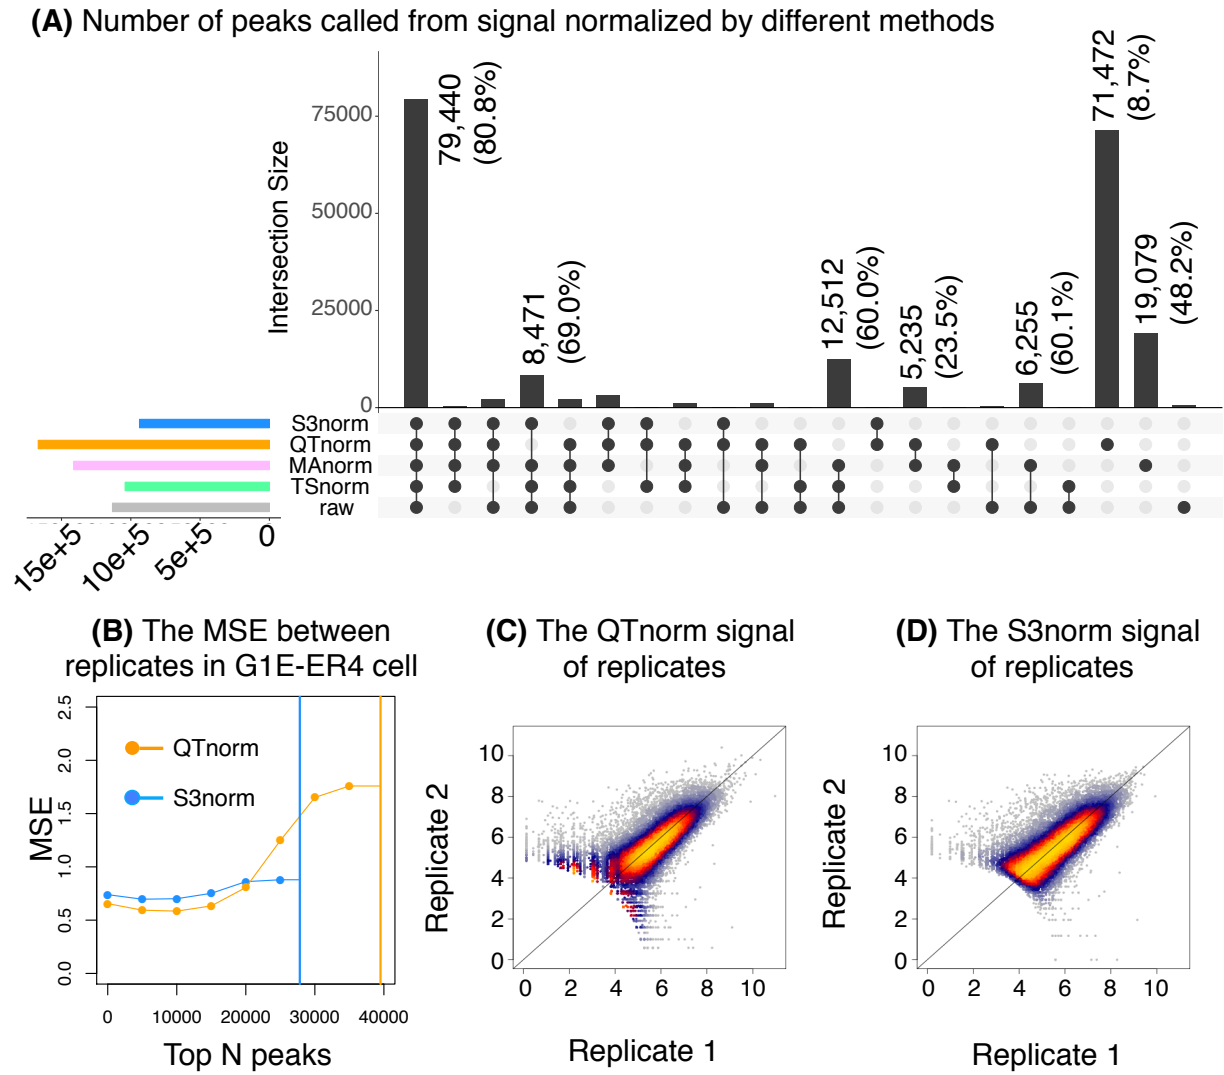 (A) Number of peaks called from signal normalized by different methods
Intersection Size
75000
50000
25000
0
79,440
(80.8%)
8,471
(69.0%)
12,512
(60.0%)
5,235
(23.5%)
6,255
(60.1%)
71,472
(8.7%)
19,079
(48.2%)
S3norm
QTnorm
MAnorm
TSnorm
raw
15e+5
10e+5
5e+5
0
(B) The MSE between
replicates in G1E-ER4 cell
MSE
2.5
2.0
1.5
1.0
0.5
0.0
QTnorm
S3norm
0 10000 20000 30000 40000
Top N peaks
(C) The QTnorm signal
of replicates
Replicate 2
10
8
6
4
2
0
0 2 4 6 8 10
Replicate 1
(D) The S3norm signal
of replicates
Replicate 2
10
8
6
4
2
0
0 2 4 6 8 10
Replicate 1